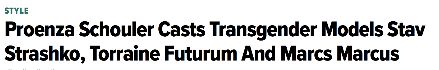 STYLE
Proenza Schouler Casts Transgender Models Stav
Strashko, Torraine Futurum And Marcs Marcus